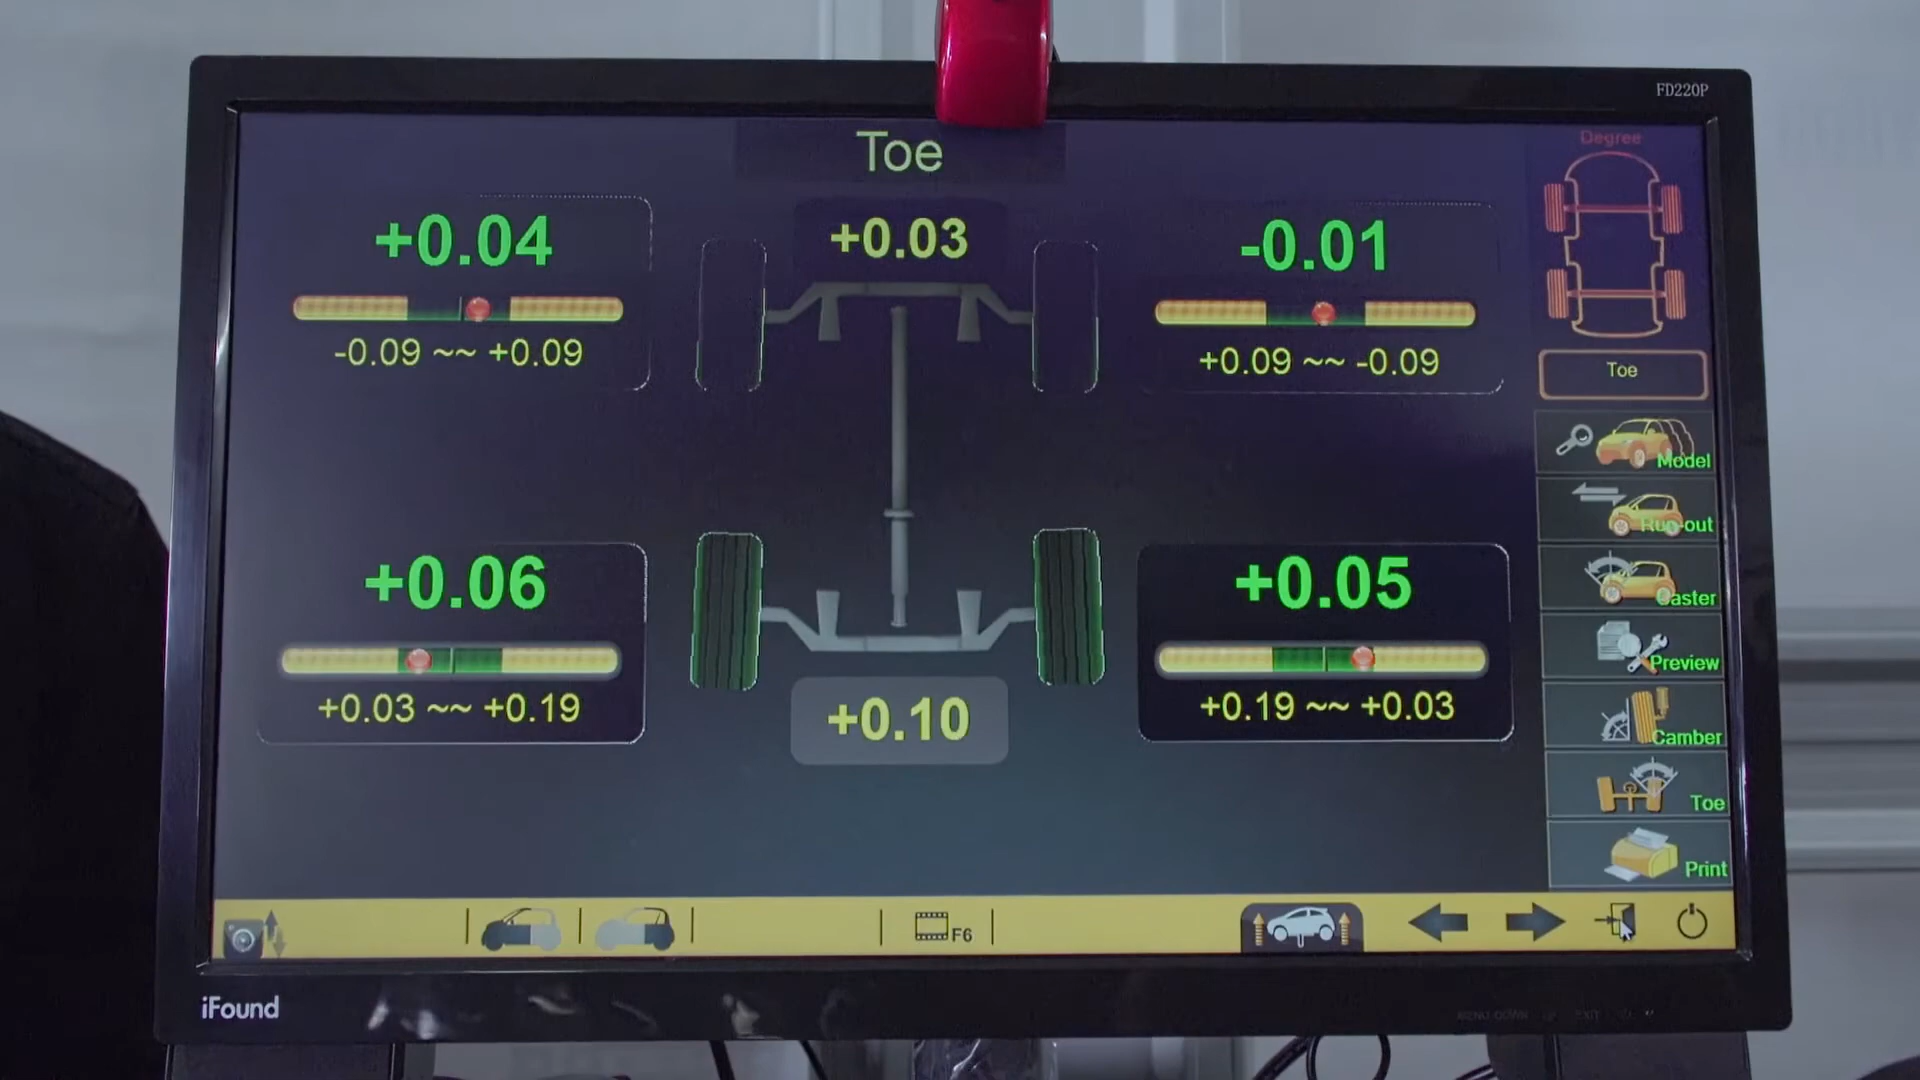 FD220P
Toe
Degree
+0.04
+0.03
-0.01
-0.09 ~~ +0.09
+0.09 ~~ -0.09
Toe
Model
Run-out
Caster
+0.06
+0.05
Preview
+0.03 ~~ +0.19
+0.10
+0.19 ~~ +0.03
Camber
Toe
Print
F6
iFound